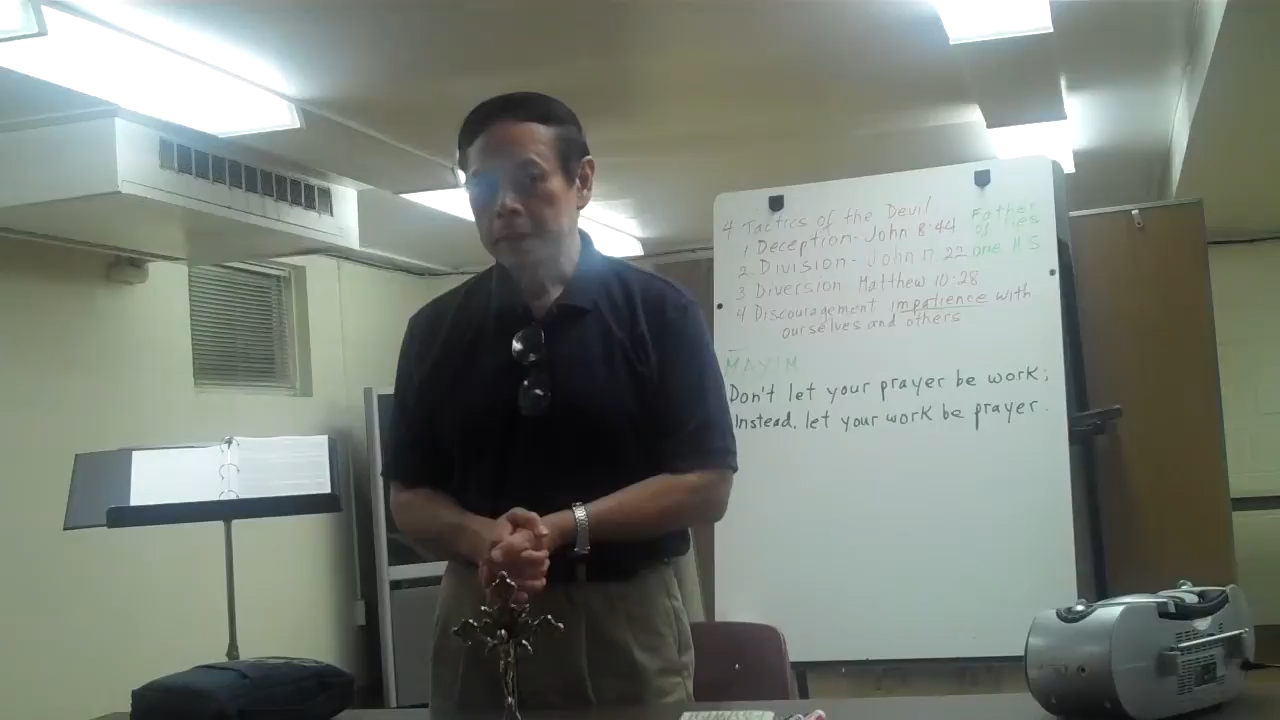 4 Tactics of the Devil
1 Deception - John 8:44 Father of lies
2. Division - John 17 22 one H S
3 Diversion Matthew 10:28
4 Discouragement impatience with
ourselves and others
MAXIM
Don't let your prayer be work;
Instead, let your work be prayer.